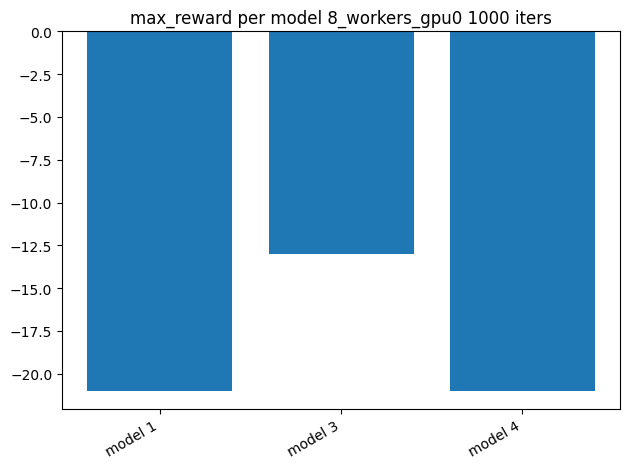 max_reward per model 8_workers_gpu0 1000 iters
0.0
−2.5
−5.0
−7.5
−10.0
−12.5
−15.0
−17.5
−20.0
model 1
model 3
model 4